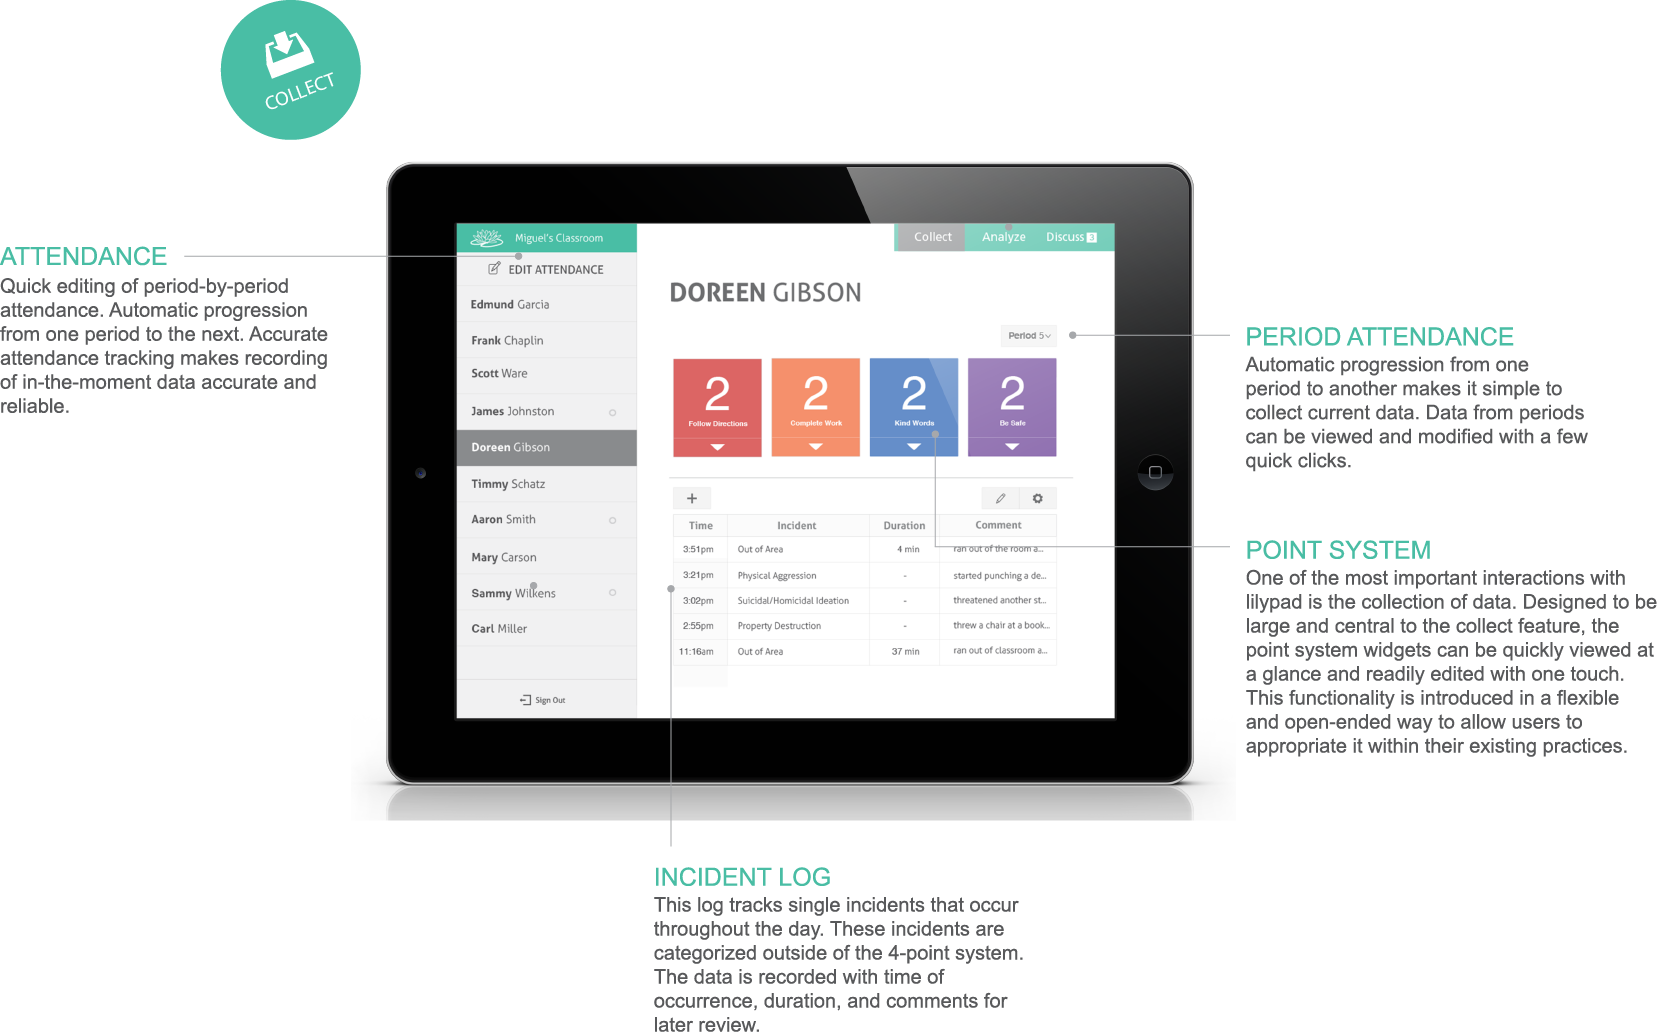 COLLECT
ATTENDANCE
Quick editing of period-by-period
attendance. Automatic progression
from one period to the next. Accurate
attendance tracking makes recording
of in-the-moment data accurate and
reliable.
Miguel's Classroom
EDIT ATTENDANCE
Edmund Garcia
Frank Chaplin
Scott Ware
James Johnston
Doreen Gibson
Timmy Schatz
Aaron Smith
Mary Carson
Sammy Wilkens
Carl Miller
Sign Out
Collect Analyze Discuss 3
DOREEN GIBSON
Period 5
2 2 2 2
Follow Directions Complete Work Kind Words Be Safe
+
Time Incident Duration Comment
3:51pm Out of Area 4 min ran out of the room a...
3:21pm Physical Aggression - started punching a de...
3:02pm Suicidal/Homicidal Ideation - threatened another st...
2:55pm Property Destruction - threw a chair at a book...
11:16am Out of Area 37 min ran out of classroom a...
PERIOD ATTENDANCE
Automatic progression from one
period to another makes it simple to
collect current data. Data from periods
can be viewed and modified with a few
quick clicks.
POINT SYSTEM
One of the most important interactions with
lilypad is the collection of data. Designed to be
large and central to the collect feature, the
point system widgets can be quickly viewed at
a glance and readily edited with one touch.
This functionality is introduced in a flexible
and open-ended way to allow users to
appropriate it within their existing practices.
INCIDENT LOG
This log tracks single incidents that occur
throughout the day. These incidents are
categorized outside of the 4-point system.
The data is recorded with time of
occurrence, duration, and comments for
later review.